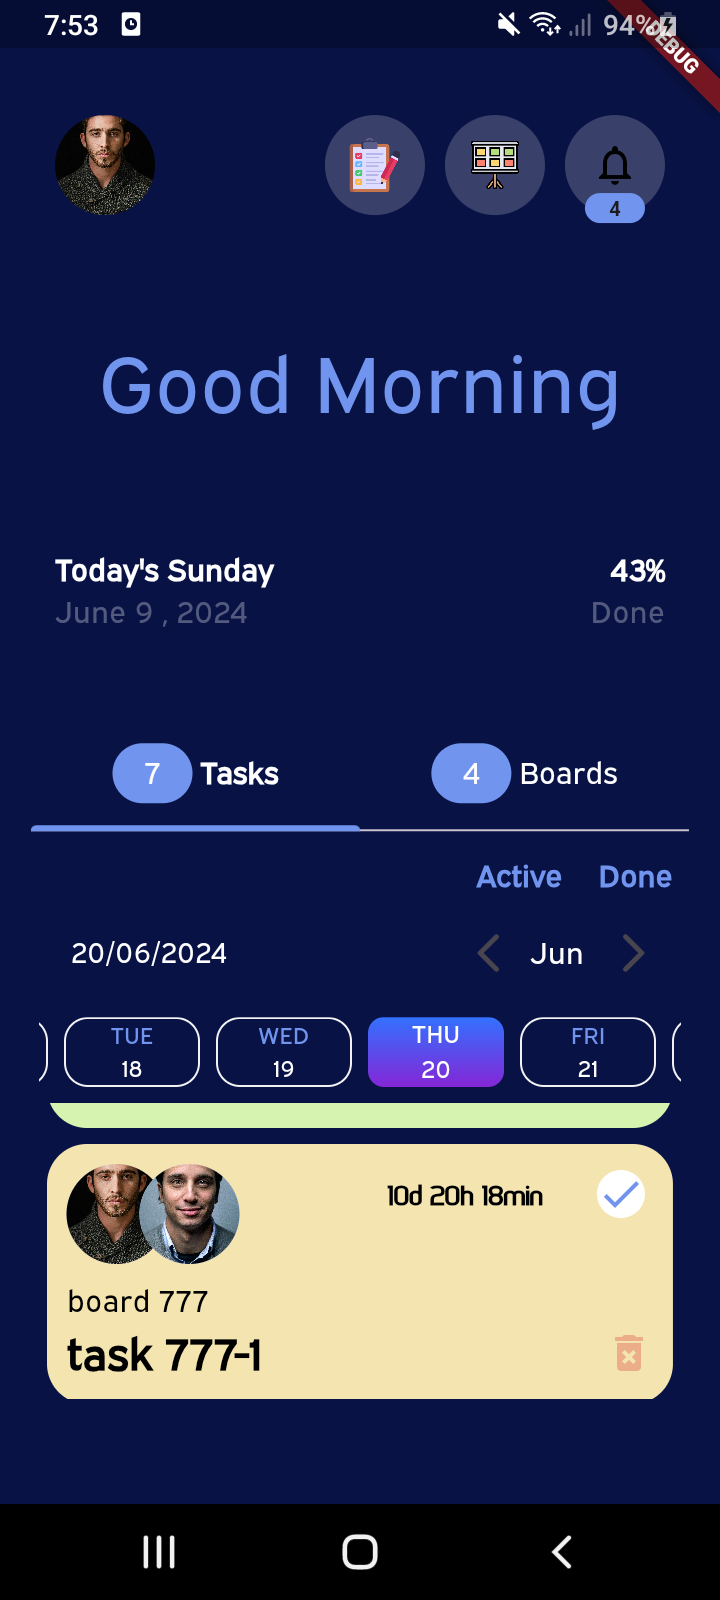 7:53
94%
DEBUG
4
Good Morning
Today's Sunday
43%
June 9 , 2024
Done
7 Tasks
4 Boards
Active Done
20/06/2024
Jun
TUE
18
WED
19
THU
20
FRI
21
10d 20h 18min
board 777
task 777-1